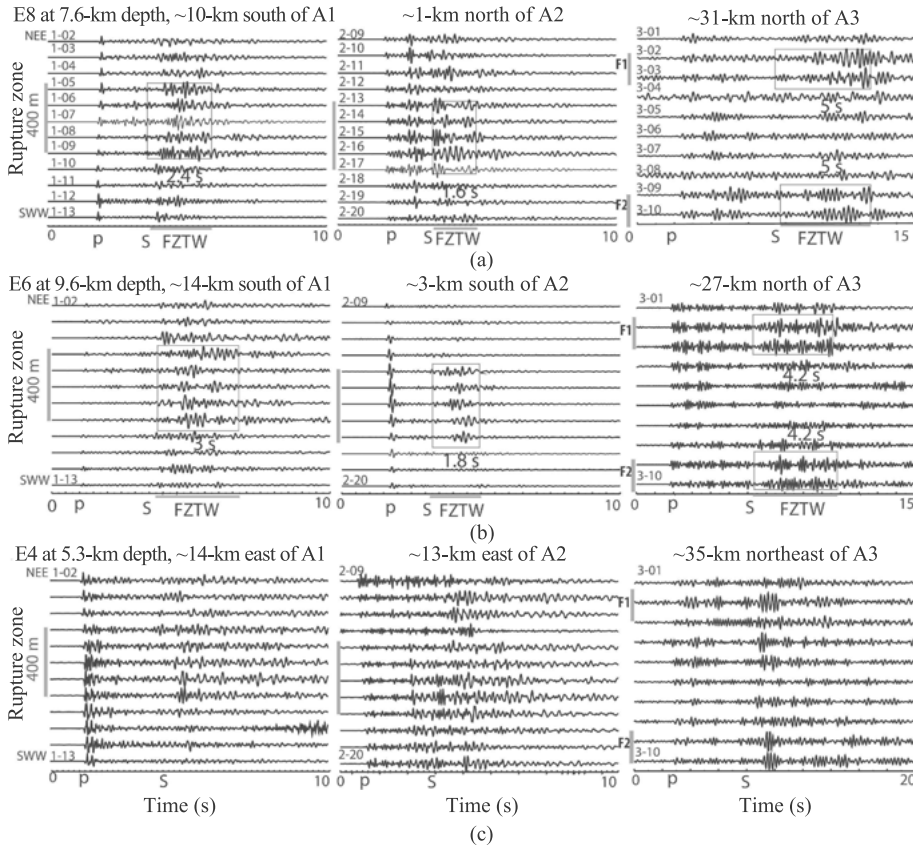 E8 at 7.6-km depth, ~10-km south of A1
~1-km north of A2
~31-km north of A3
Rupture zone
400 m
NEE 1-02
1-03
1-04
1-05
1-06
1-07
1-08
1-09
1-10
1-11
1-12
SWW 1-13
2.4 s
0 10
P S FZTW
2-09
2-10
2-11
2-12
2-13
2-14
2-15
2-16
2-17
2-18
2-19
2-20
1.6 s
0 10
P S FZTW
F1
F2
3-01
3-02
3-03
3-04
3-05
3-06
3-07
3-08
3-09
3-10
5 s
5 s
0 15
P S FZTW
(a)
E6 at 9.6-km depth, ~14-km south of A1
~3-km south of A2
~27-km north of A3
Rupture zone
400 m
NEE 1-02
SWW 1-13
3 s
0 10
P S FZTW
2-09
2-20
1.8 s
0 10
P S FZTW
3-01
F1
F2
3-10
4.2 s
4.2 s
0 15
P S FZTW
(b)
E4 at 5.3-km depth, ~14-km east of A1
~13-km east of A2
~35-km northeast of A3
Rupture zone
400 m
NEE 1-02
SWW 1-13
0 10
P S
Time (s)
2-09
2-20
0 10
P S
Time (s)
3-01
F1
F2
3-10
0 20
P S
Time (s)
(c)